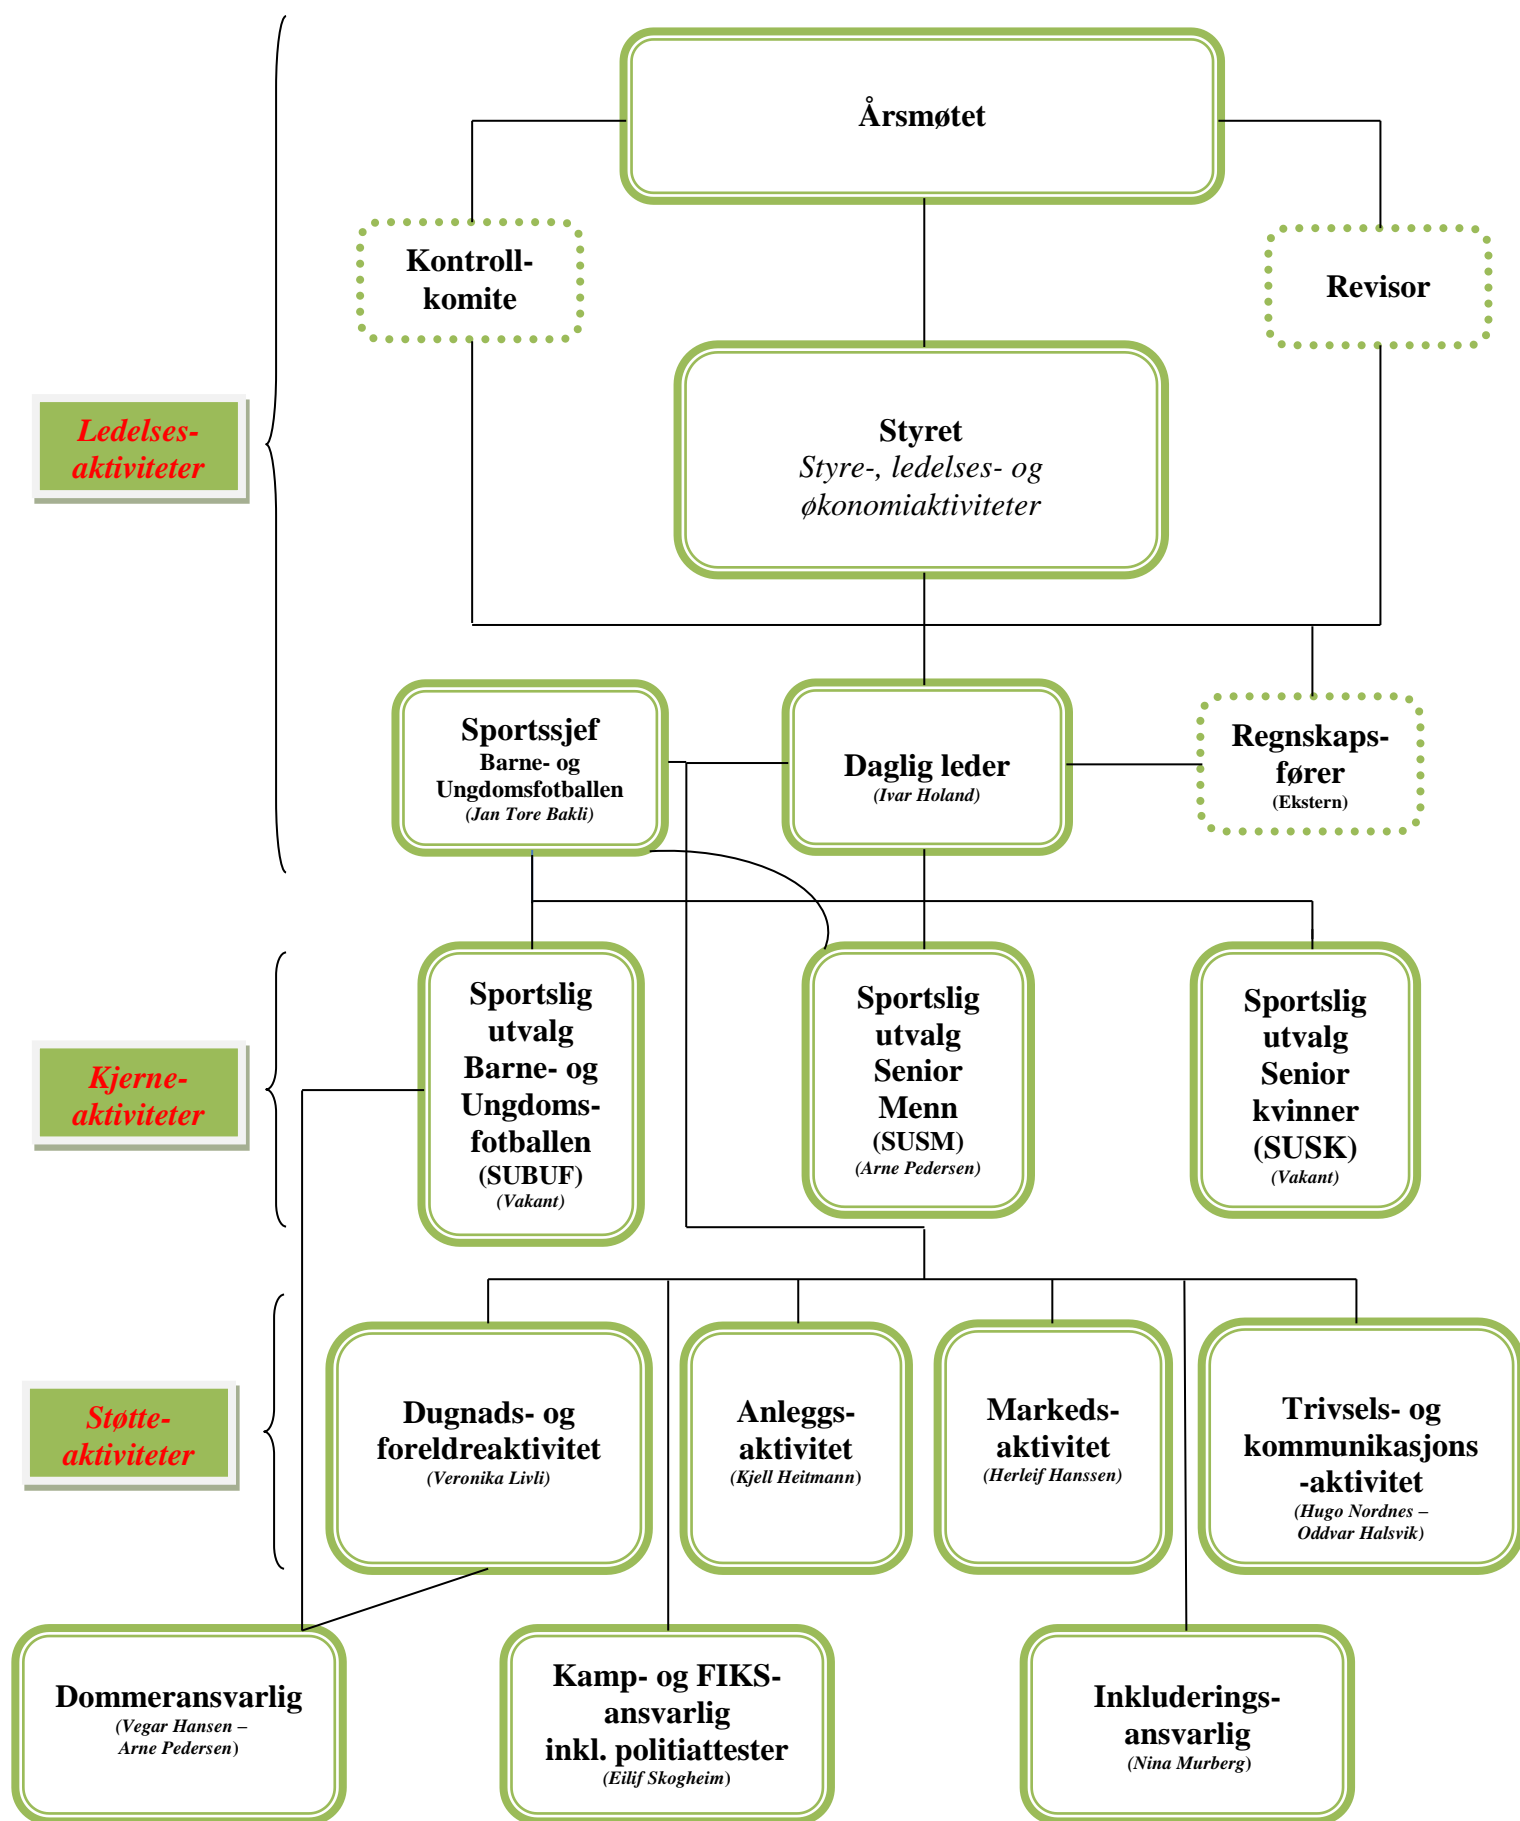 Årsmøtet
Kontroll-
komite
Revisor
Ledelses-
aktiviteter
Styret
Styre-, ledelses- og
økonomiaktiviteter
Sportssjef
Barne- og
Ungdomsfotballen
(Jan Tore Bakli)
Daglig leder
(Ivar Holand)
Regnskaps-
fører
(Ekstern)
Kjerne-
aktiviteter
Sportslig
utvalg
Barne- og
Ungdoms-
fotballen
(SUBUF)
(Vakant)
Sportslig
utvalg
Senior
Menn
(SUSM)
(Arne Pedersen)
Sportslig
utvalg
Senior
kvinner
(SUSK)
(Vakant)
Støtte-
aktiviteter
Dugnads- og
foreldreaktivitet
(Veronika Livli)
Anleggs-
aktivitet
(Kjell Heitmann)
Markeds-
aktivitet
(Herleif Hanssen)
Trivsels- og
kommunikasjons
-aktivitet
(Hugo Nordnes –
Oddvar Halsvik)
Dommeransvarlig
(Vegar Hansen –
Arne Pedersen)
Kamp- og FIKS-
ansvarlig
inkl. politiattester
(Eilif Skogheim)
Inkluderings-
ansvarlig
(Nina Murberg)